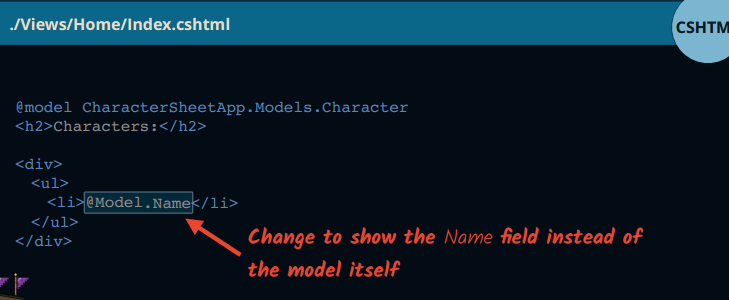 ./Views/Home/Index.cshtml
CSHTM
@model CharacterSheetApp.Models.Character
<h2>Characters:</h2>
<div>
<ul>
<li>@Model.Name</li>
</ul>
</div>
Change to show the Name field instead of
the model itself